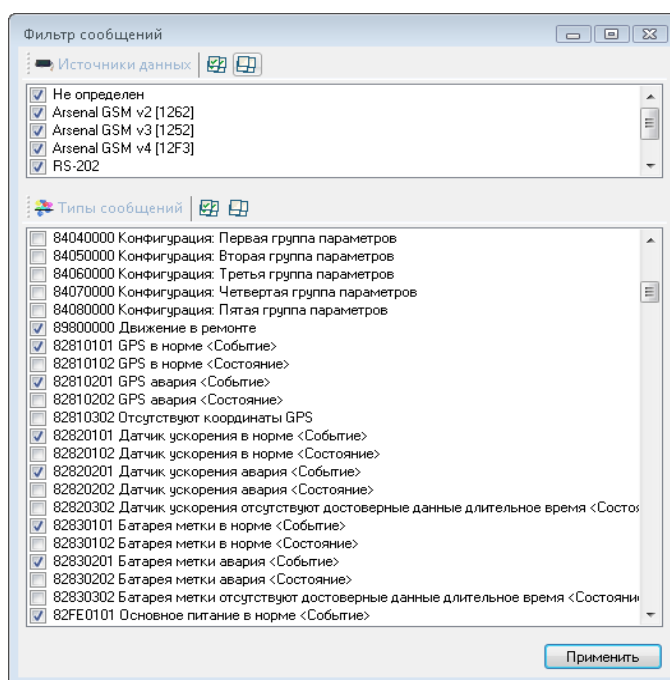 Фильтр сообщений
Источники данных
Не определен
Arsenal GSM v2 [1262]
Arsenal GSM v3 [1252]
Arsenal GSM v4 [12F3]
RS-202
Типы сообщений
84040000 Конфигурация: Первая группа параметров
84050000 Конфигурация: Вторая группа параметров
84060000 Конфигурация: Третья группа параметров
84070000 Конфигурация: Четвертая группа параметров
84080000 Конфигурация: Пятая группа параметров
89800000 Движение в ремонте
82810101 GPS в норме <Событие>
82810102 GPS в норме <Состояние>
82810201 GPS авария <Событие>
82810202 GPS авария <Состояние>
82810302 Отсутствуют координаты GPS
82820101 Датчик ускорения в норме <Событие>
82820102 Датчик ускорения в норме <Состояние>
82820201 Датчик ускорения авария <Событие>
82820202 Датчик ускорения авария <Состояние>
82820302 Датчик ускорения отсутствуют достоверные данные длительное время <Состоя
82830101 Батарея метки в норме <Событие>
82830102 Батарея метки в норме <Состояние>
82830201 Батарея метки авария <Событие>
82830202 Батарея метки авария <Состояние>
82830302 Батарея метки отсутствуют достоверные данные длительное время <Состояни
82FE0101 Основное питание в норме <Событие>
Применить